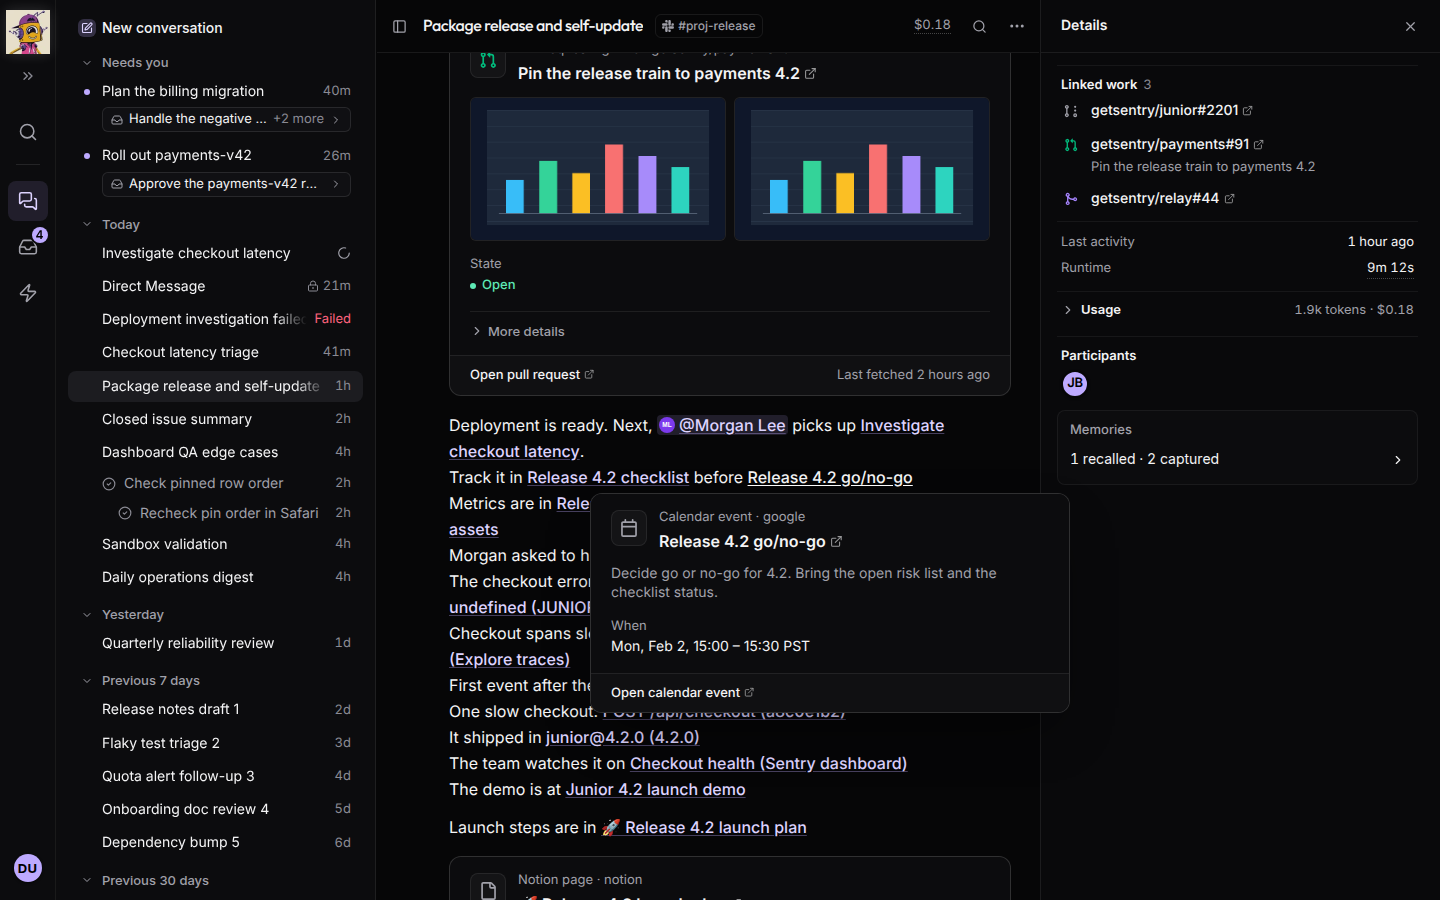 New conversation
Needs you
Plan the billing migration 40m
Handle the negative ... +2 more
Roll out payments-v42 26m
Approve the payments-v42 r...
Today
Investigate checkout latency
Direct Message 21m
Deployment investigation failed Failed
Checkout latency triage 41m
Package release and self-update 1h
Closed issue summary 2h
Dashboard QA edge cases 4h
Check pinned row order 2h
Recheck pin order in Safari 2h
Sandbox validation 4h
Daily operations digest 4h
Yesterday
Quarterly reliability review 1d
Previous 7 days
Release notes draft 1 2d
Flaky test triage 2 3d
Quota alert follow-up 3 4d
Onboarding doc review 4 5d
Dependency bump 5 6d
Previous 30 days
4
DU
Package release and self-update #proj-release $0.18
Pin the release train to payments 4.2
State
Open
More details
Open pull request Last fetched 2 hours ago
Deployment is ready. Next, ML @Morgan Lee picks up Investigate
checkout latency.
Track it in Release 4.2 checklist before Release 4.2 go/no-go
Metrics are in Rele
assets
Morgan asked to h
The checkout error
undefined (JUNIOR
Checkout spans slo
(Explore traces)
First event after the
One slow checkout: POST /api/checkout (a8c0e1b2)
It shipped in junior@4.2.0 (4.2.0)
The team watches it on Checkout health (Sentry dashboard)
The demo is at Junior 4.2 launch demo
Launch steps are in 🚀 Release 4.2 launch plan
Notion page · notion
Calendar event · google
Release 4.2 go/no-go
Decide go or no-go for 4.2. Bring the open risk list and the
checklist status.
When
Mon, Feb 2, 15:00 – 15:30 PST
Open calendar event
Details
Linked work 3
getsentry/junior#2201
getsentry/payments#91
Pin the release train to payments 4.2
getsentry/relay#44
Last activity 1 hour ago
Runtime 9m 12s
Usage 1.9k tokens · $0.18
Participants
JB
Memories
1 recalled · 2 captured